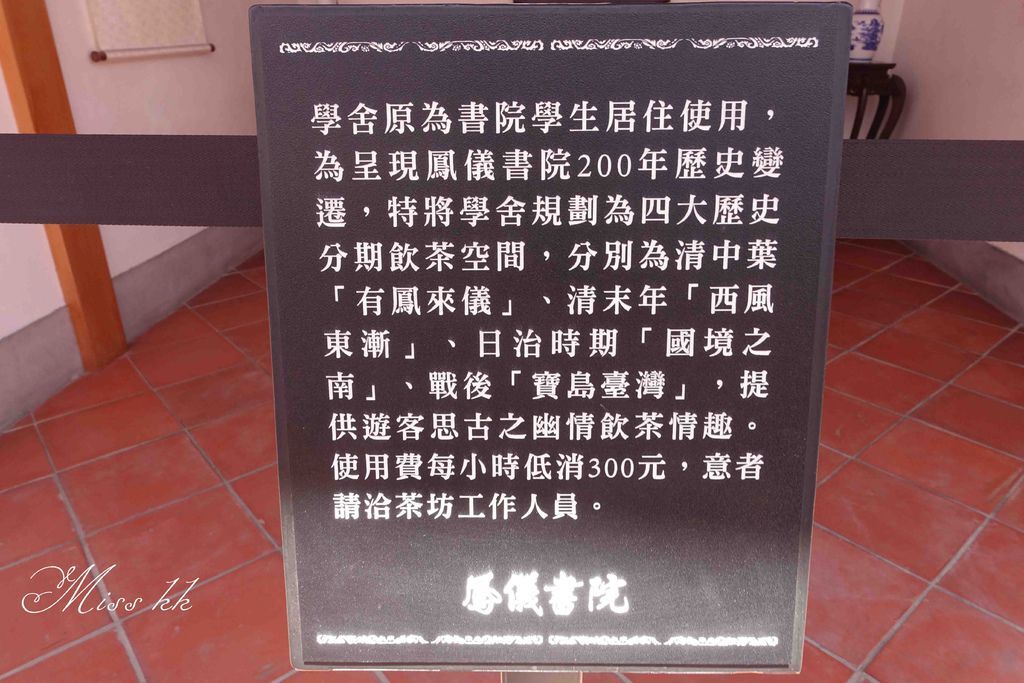 學舍原為書院學生居住使用，
為呈現鳳儀書院200年歷史變
遷，特將學舍規劃為四大歷史
分期飲茶空間，分別為清中葉
「有鳳來儀」、清末年「西風
東漸」、日治時期「國境之
南」、戰後「寶島臺灣」，提
供遊客思古之幽情飲茶情趣。
使用費每小時低消300元，意者
請洽茶坊工作人員。
鳳儀書院
Miss kk